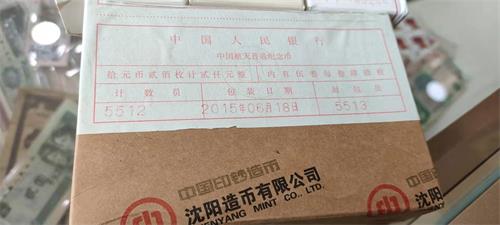 中国人民银行
中国航天普通纪念币
拾元币贰佰枚计贰仟元整 内有伍卷每卷肆拾枚
计数员 包装日期 封包员
5512 2015年06月18日 5513
中国印钞造币
沈阳造币有限公司
SHENYANG MINT CO., LTD.